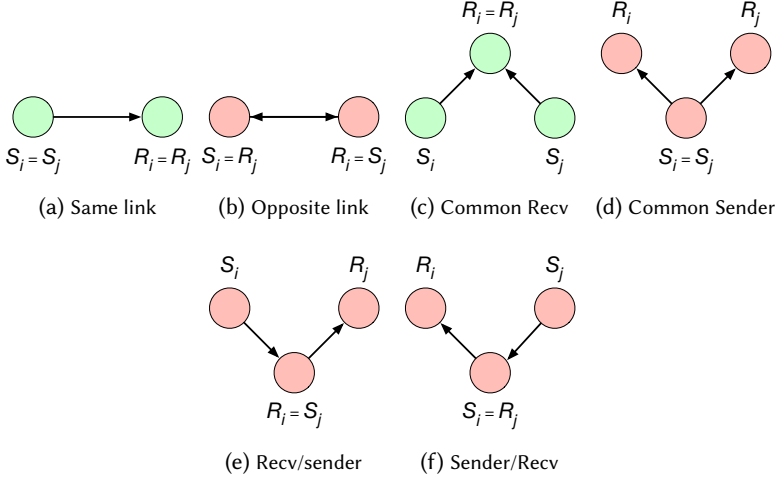 R_i = R_j R_i R_j
S_i = S_j R_i = R_j S_i = R_j R_i = S_j S_i S_j S_i = S_j
(a) Same link (b) Opposite link (c) Common Recv (d) Common Sender
S_i R_j R_i S_j
R_i = S_j S_i = R_j
(e) Recv/sender (f) Sender/Recv